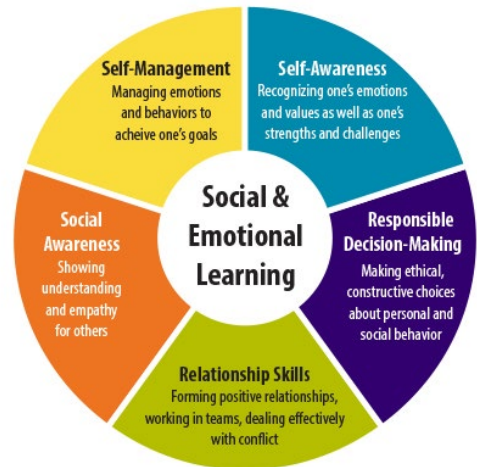 Self-Management
Managing emotions
and behaviors to
acheive one's goals
Self-Awareness
Recognizing one's emotions
and values as well as one's
strengths and challenges
Social & 
Emotional
Learning
Social
Awareness
Showing
understanding
and empathy
for others
Responsible
Decision-Making
Making ethical,
constructive choices
about personal and
social behavior
Relationship Skills
Forming positive relationships,
working in teams, dealing effectively
with conflict